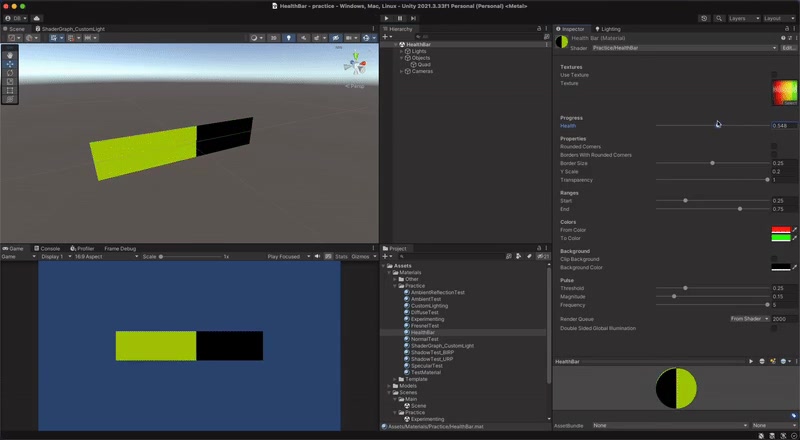 HealthBar - practice - Windows, Mac, Linux - Unity 2021.3.33f1 Personal (Personal) <Metal>
DB
Layers
Layout
Scene
ShaderGraph_CustomLight
2D
Persp
Hierarchy
All
HealthBar
Lights
Objects
Quad
Cameras
Inspector
Lighting
Health Bar (Material)
Shader
Practice/HealthBar
Edit...
Textures
Use Texture
Texture
Select
Progress
Health
0.546
Properties
Rounded Corners
Borders With Rounded Corners
Border Size
0.25
Y Scale
0.2
Transparency
1
Ranges
Start
0.25
End
0.75
Colors
From Color
To Color
Background
Clip Background
Background Color
Pulse
Threshold
0.25
Magnitude
0.15
Frequency
5
Render Queue
From Shader
2000
Double Sided Global Illumination
Game
Console
Profiler
Frame Debug
Game
Display 1
16:9 Aspect
Scale
1x
Play Focused
Stats
Gizmos
Project
21
Assets
Materials
Other
Practice
AmbientReflectionTest
AmbientTest
CustomLighting
DiffuseTest
Experimenting
FresnelTest
HealthBar
NormalTest
ShaderGraph_CustomLight
ShadowTest_BIRP
ShadowTest_URP
SpecularTest
TestMaterial
Template
Models
Scenes
Main
Scene
Practice
Experimenting
Assets/Materials/Practice/HealthBar.mat
HealthBar
AssetBundle
None
None